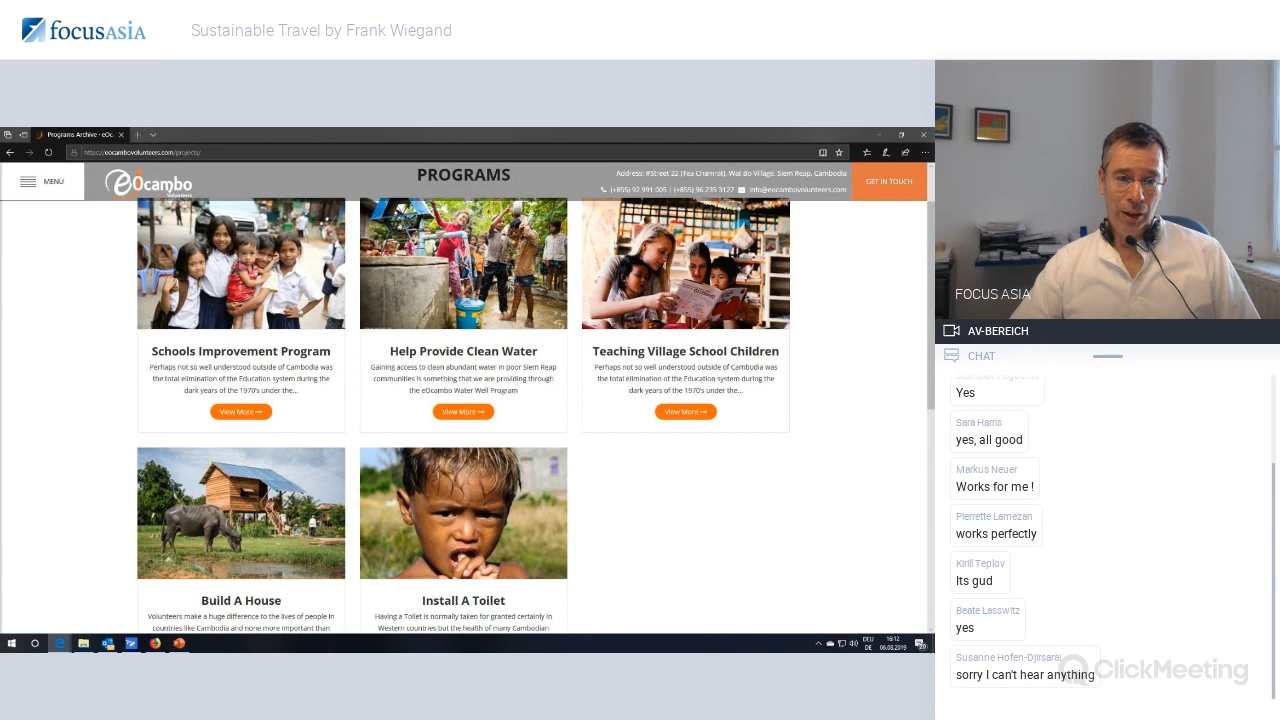 focusASIA
Sustainable Travel by Frank Wiegand
Programs Archive - eOc
https://eocambovolunteers.com/projects/
MENU
eOcambo
Volunteers
PROGRAMS
Address: #Street 22 (Tea Chamrat), Wat Bo Village, Siem Reap, Cambodia
(+855) 92 991 005 | (+855) 96 235 3127
info@eocambovolunteers.com
GET IN TOUCH
Schools Improvement Program
Perhaps not so well understood outside of Cambodia was
the total elimination of the Education system during the
dark years of the 1970's under the...
View More
Help Provide Clean Water
Gaining access to clean abundant water in poor Siem Reap
communities is something that we are providing through
the eOcambo Water Well Program
View More
Teaching Village School Children
Perhaps not so well understood outside of Cambodia was
the total elimination of the Education system during the
dark years of the 1970's under the...
View More
Build A House
Volunteers make a huge difference to the lives of people in
countries like Cambodia and none more important than
Install A Toilet
Having a Toilet is normally taken for granted certainly in
Western countries but the health of many Cambodian
DEU
DE
16:12
06.08.2019
20
FOCUS ASIA
AV-BEREICH
CHAT
Yes
Sara Harris
yes, all good
Markus Neuer
Works for me !
Pierrette Lamezan
works perfectly
Kirill Teplov
Its gud
Beate Lasswitz
yes
Susanne Hofen-Djirsarai
sorry I can't hear anything
ClickMeeting